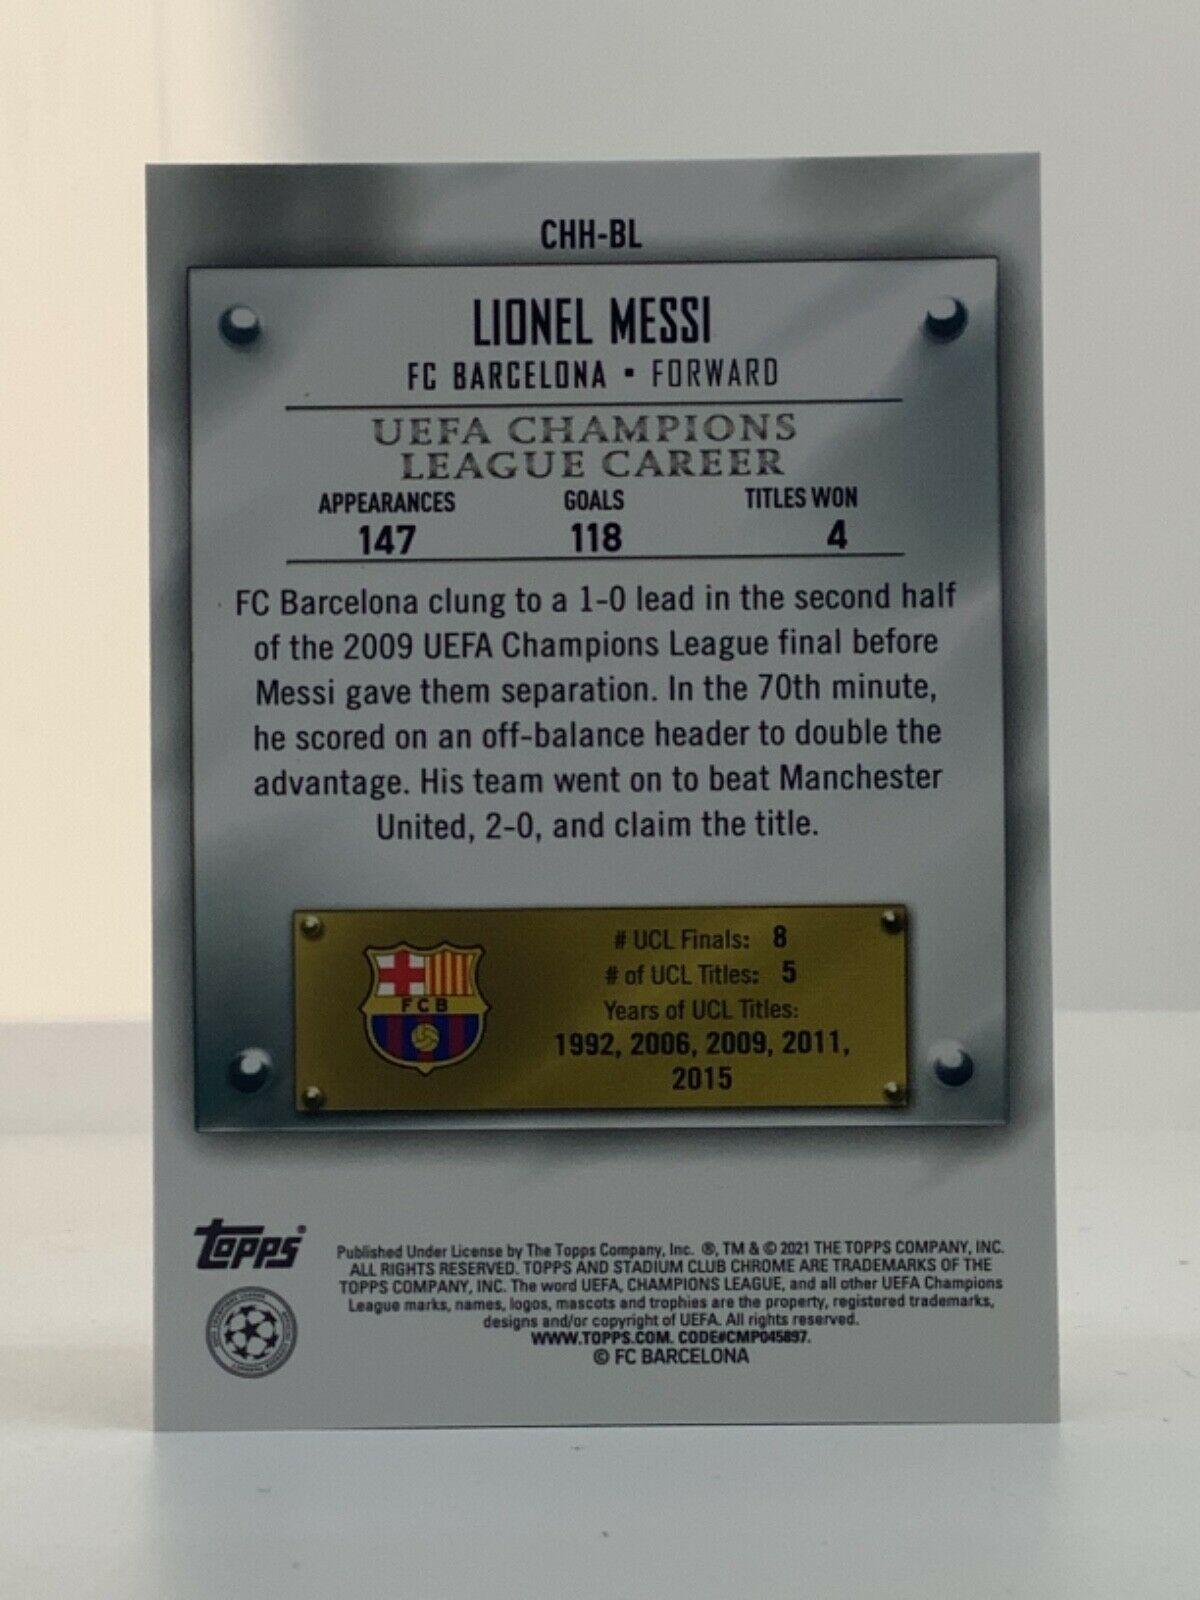 CHH-BL
LIONEL MESSI
FC BARCELONA • FORWARD
UEFA CHAMPIONS
LEAGUE CAREER
APPEARANCES GOALS TITLES WON
147 118 4
FC Barcelona clung to a 1-0 lead in the second half
of the 2009 UEFA Champions League final before
Messi gave them separation. In the 70th minute,
he scored on an off-balance header to double the
advantage. His team went on to beat Manchester
United, 2-0, and claim the title.
# UCL Finals: 8
# of UCL Titles: 5
Years of UCL Titles:
1992, 2006, 2009, 2011,
2015
FCB
topps®
Published Under License by The Topps Company, Inc. ®, TM & © 2021 THE TOPPS COMPANY, INC.
ALL RIGHTS RESERVED. TOPPS AND STADIUM CLUB CHROME ARE TRADEMARKS OF THE
TOPPS COMPANY, INC. The word UEFA, CHAMPIONS LEAGUE, and all other UEFA Champions
League marks, names, logos, mascots and trophies are the property, registered trademarks,
designs and/or copyright of UEFA. All rights reserved.
WWW.TOPPS.COM. CODE#CMP045897.
© FC BARCELONA